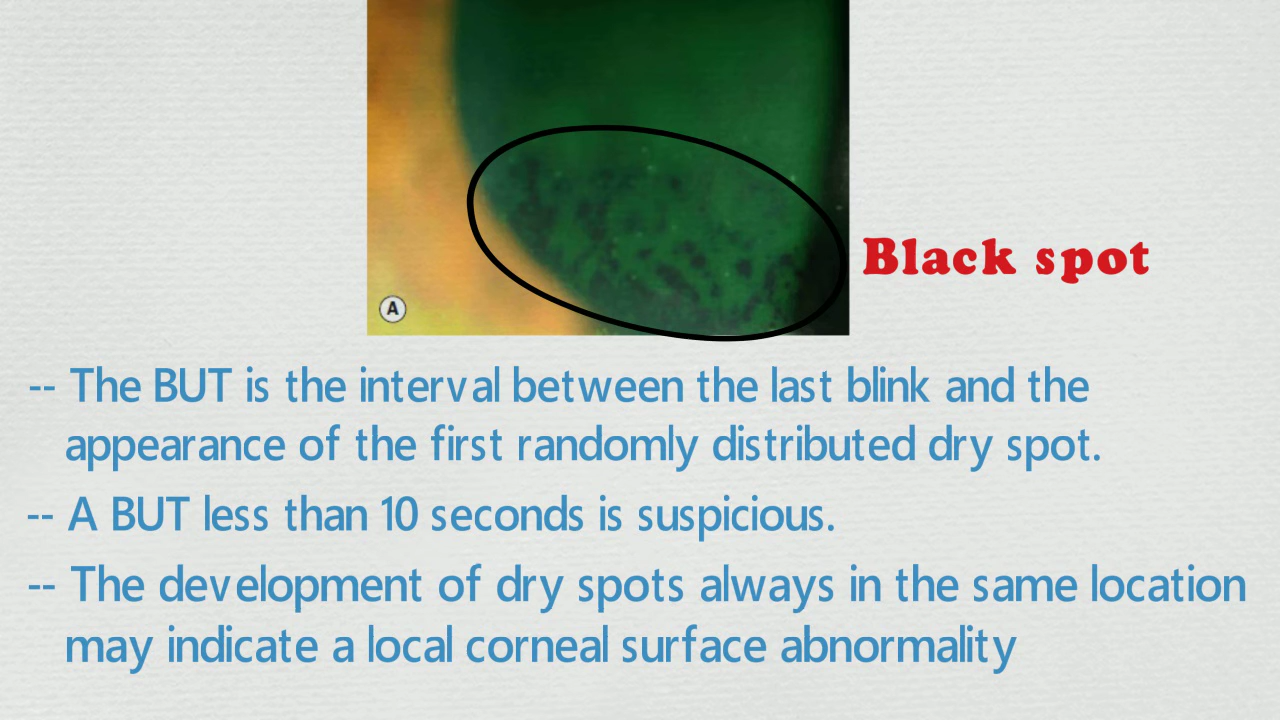 Black spot
A
-- The BUT is the interval between the last blink and the
appearance of the first randomly distributed dry spot.
-- A BUT less than 10 seconds is suspicious.
-- The development of dry spots always in the same location
may indicate a local corneal surface abnormality